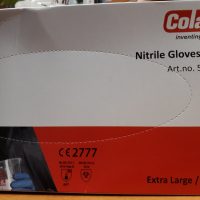 Cola
Inventing
Nitrile Gloves
Art.no. 5
CE 2777
Extra Large /